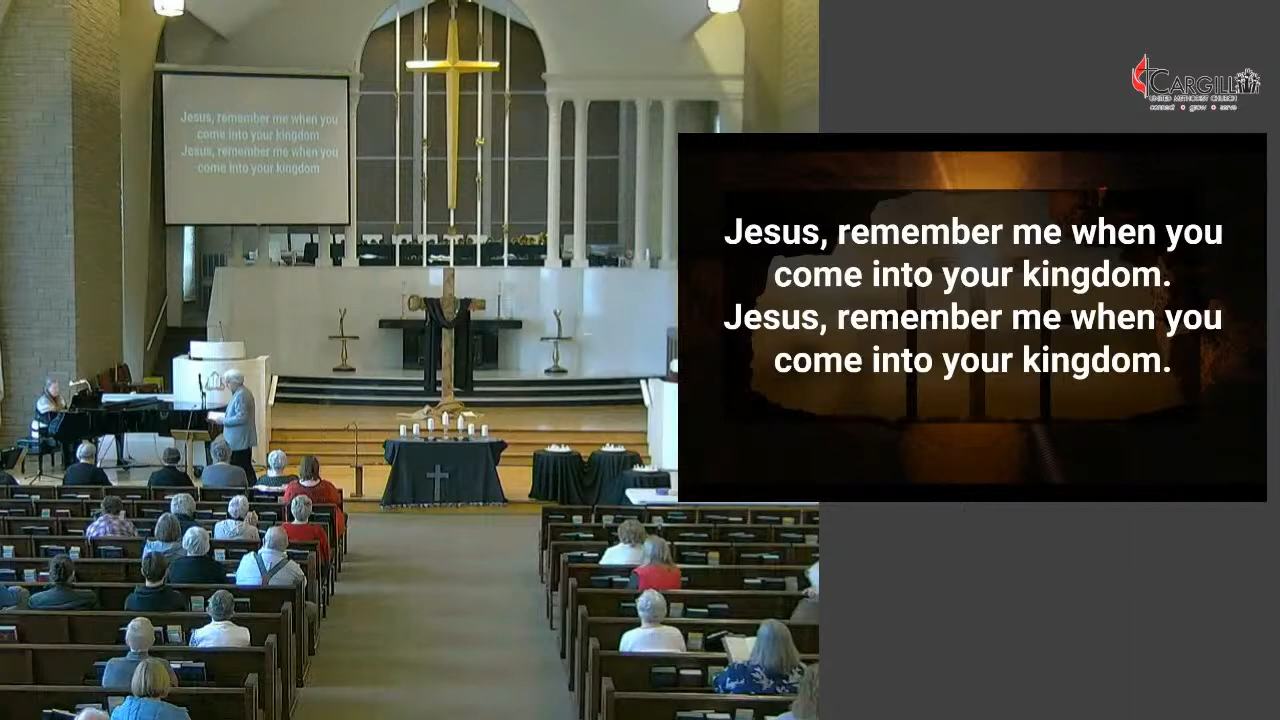 Jesus, remember me when you
come into your kingdom
Jesus, remember me when you
come into your kingdom
CARGILL
UNITED METHODIST CHURCH
connect • grow • serve
Jesus, remember me when you
come into your kingdom.
Jesus, remember me when you
come into your kingdom.